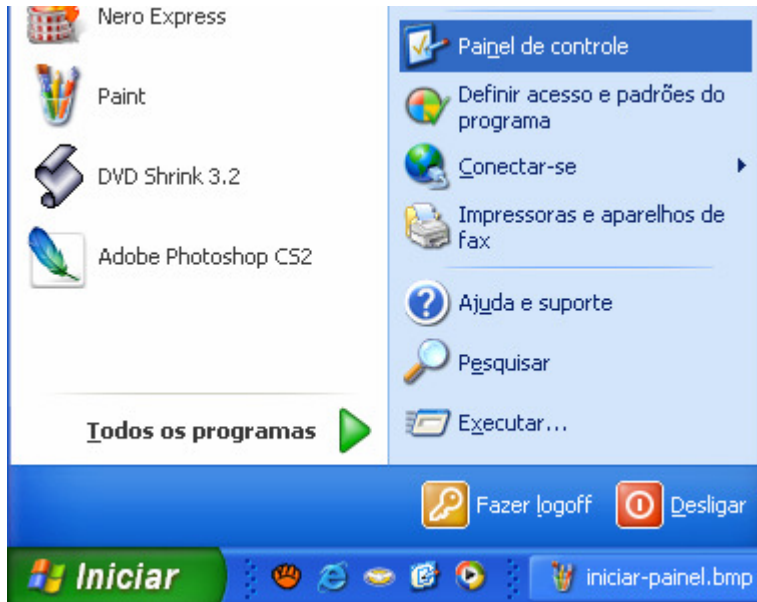 Nero Express
Paint
DVD Shrink 3.2
Adobe Photoshop CS2
Todos os programas
Painel de controle
Definir acesso e padrões do
programa
Conectar-se
Impressoras e aparelhos de
fax
Ajuda e suporte
Pesquisar
Executar...
Fazer logoff
Desligar
Iniciar
iniciar-painel.bmp